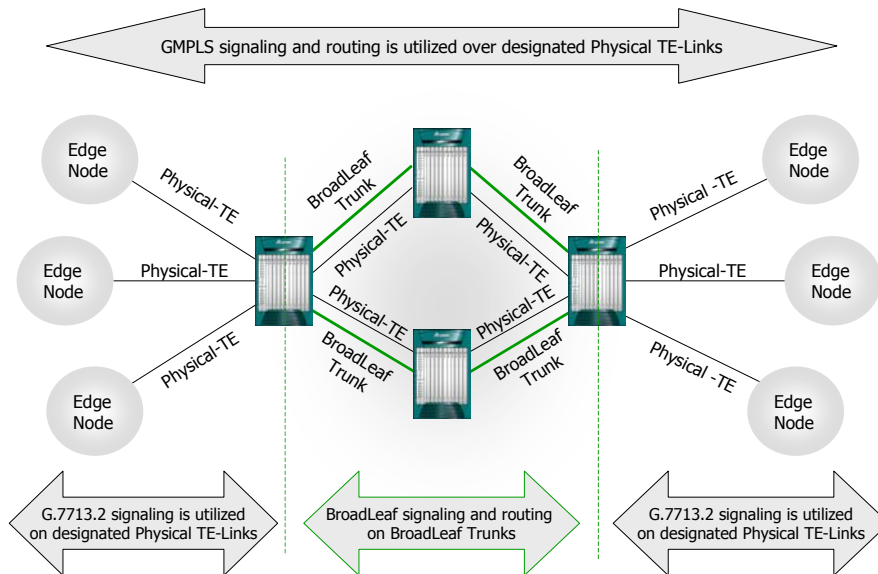 GMPLS signaling and routing is utilized over designated Physical TE-Links
Edge
Node
Physical-TE
BroadLeaf
Trunk
Physical-TE
BroadLeaf
Trunk
Physical-TE
Physical -TE
Edge
Node
Edge
Node
Physical-TE
Physical -TE
Edge
Node
Physical-TE
Physical-TE
BroadLeaf
Trunk
Physical-TE
BroadLeaf
Trunk
Physical -TE
Edge
Node
Edge
Node
G.7713.2 signaling is utilized
on designated Physical TE-Links
BroadLeaf signaling and routing
on BroadLeaf Trunks
G.7713.2 signaling is utilized
on designated Physical TE-Links